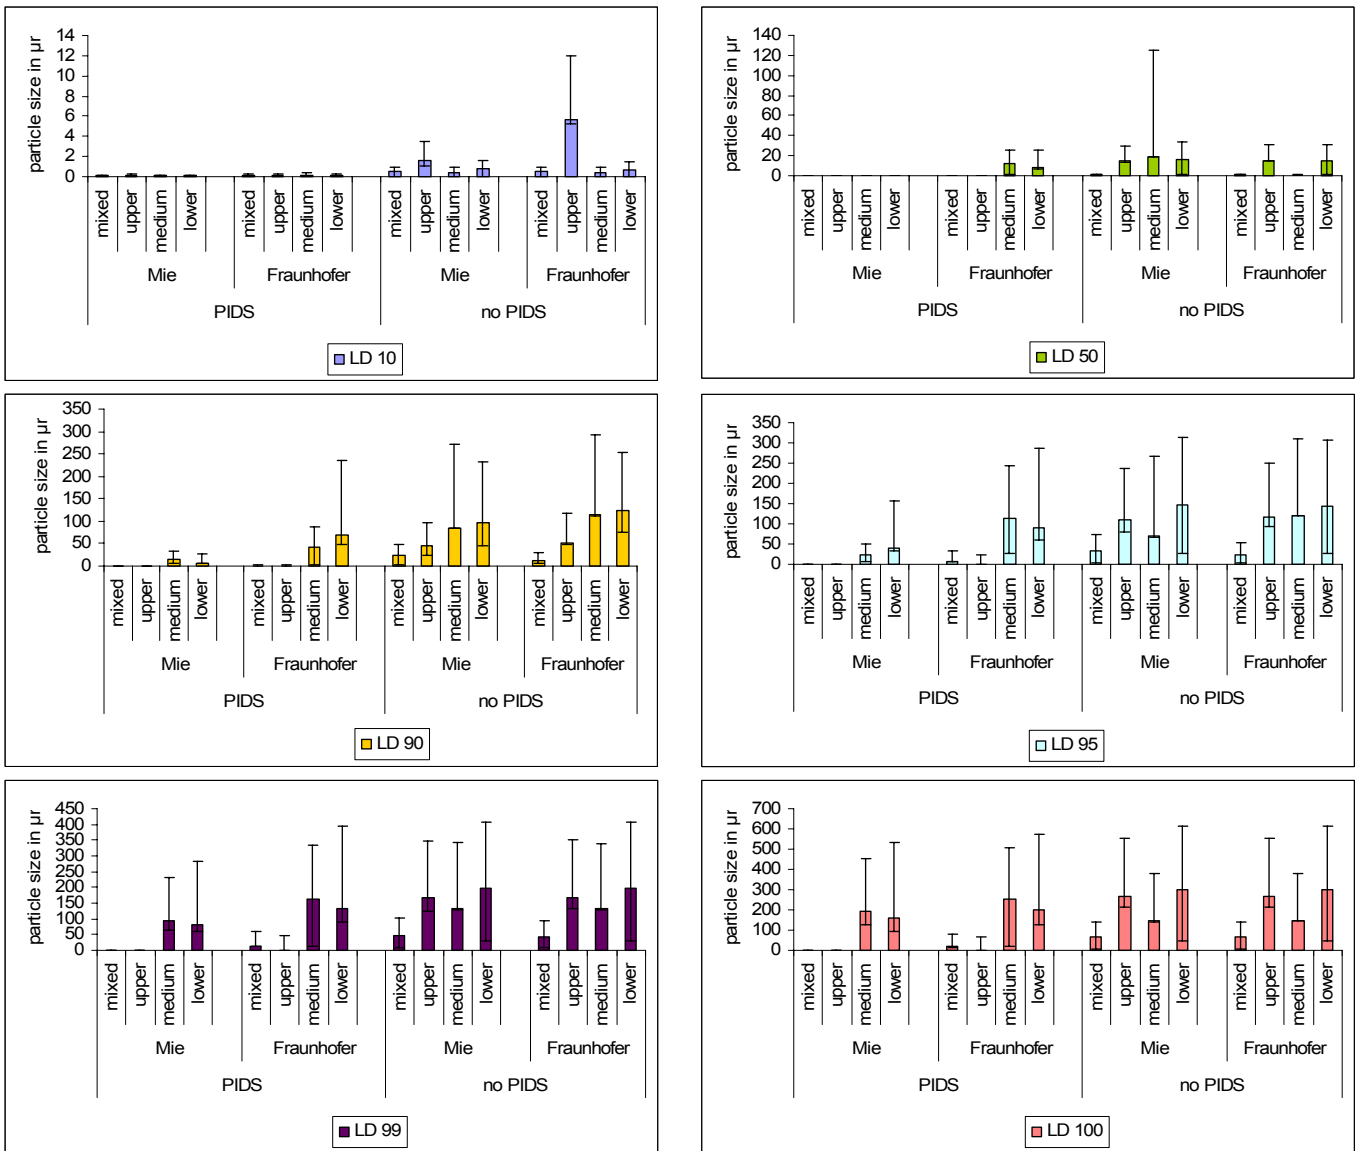 particle size in µr
14
12
10
8
6
4
2
0
mixed
upper
medium
lower
mixed
upper
medium
lower
mixed
upper
medium
lower
mixed
upper
medium
lower
Mie
Fraunhofer
Mie
Fraunhofer
PIDS
no PIDS
LD 10
particle size in µr
140
120
100
80
60
40
20
0
mixed
upper
medium
lower
mixed
upper
medium
lower
mixed
upper
medium
lower
mixed
upper
medium
lower
Mie
Fraunhofer
Mie
Fraunhofer
PIDS
no PIDS
LD 50
particle size in µr
350
300
250
200
150
100
50
0
mixed
upper
medium
lower
mixed
upper
medium
lower
mixed
upper
medium
lower
mixed
upper
medium
lower
Mie
Fraunhofer
Mie
Fraunhofer
PIDS
no PIDS
LD 90
particle size in µr
350
300
250
200
150
100
50
0
mixed
upper
medium
lower
mixed
upper
medium
lower
mixed
upper
medium
lower
mixed
upper
medium
lower
Mie
Fraunhofer
Mie
Fraunhofer
PIDS
no PIDS
LD 95
particle size in µr
450
400
350
300
250
200
150
100
50
0
mixed
upper
medium
lower
mixed
upper
medium
lower
mixed
upper
medium
lower
mixed
upper
medium
lower
Mie
Fraunhofer
Mie
Fraunhofer
PIDS
no PIDS
LD 99
particle size in µr
700
600
500
400
300
200
100
0
mixed
upper
medium
lower
mixed
upper
medium
lower
mixed
upper
medium
lower
mixed
upper
medium
lower
Mie
Fraunhofer
Mie
Fraunhofer
PIDS
no PIDS
LD 100